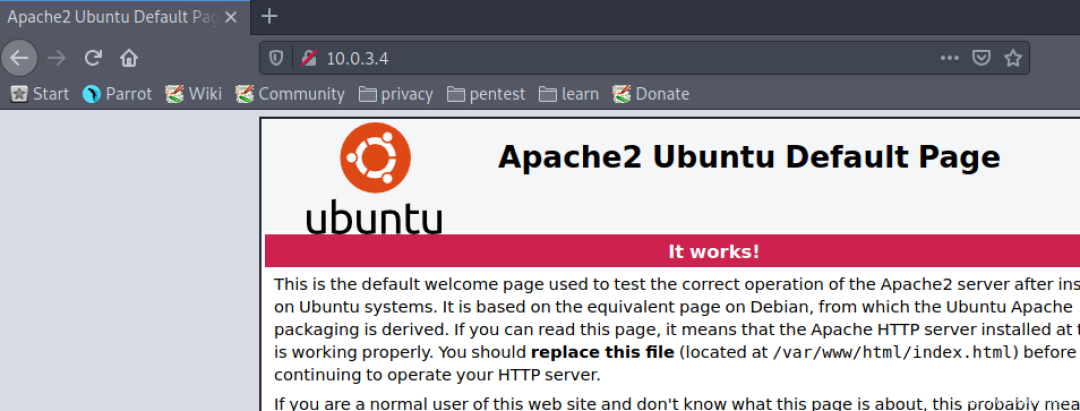 Apache2 Ubuntu Default Pag
10.0.3.4
Start Parrot Wiki Community privacy pentest learn Donate
ubuntu
Apache2 Ubuntu Default Page
It works!
This is the default welcome page used to test the correct operation of the Apache2 server after ins
on Ubuntu systems. It is based on the equivalent page on Debian, from which the Ubuntu Apache
packaging is derived. If you can read this page, it means that the Apache HTTP server installed at
is working properly. You should replace this file (located at /var/www/html/index.html) before
continuing to operate your HTTP server.
If you are a normal user of this web site and don't know what this page is about, this probably mea